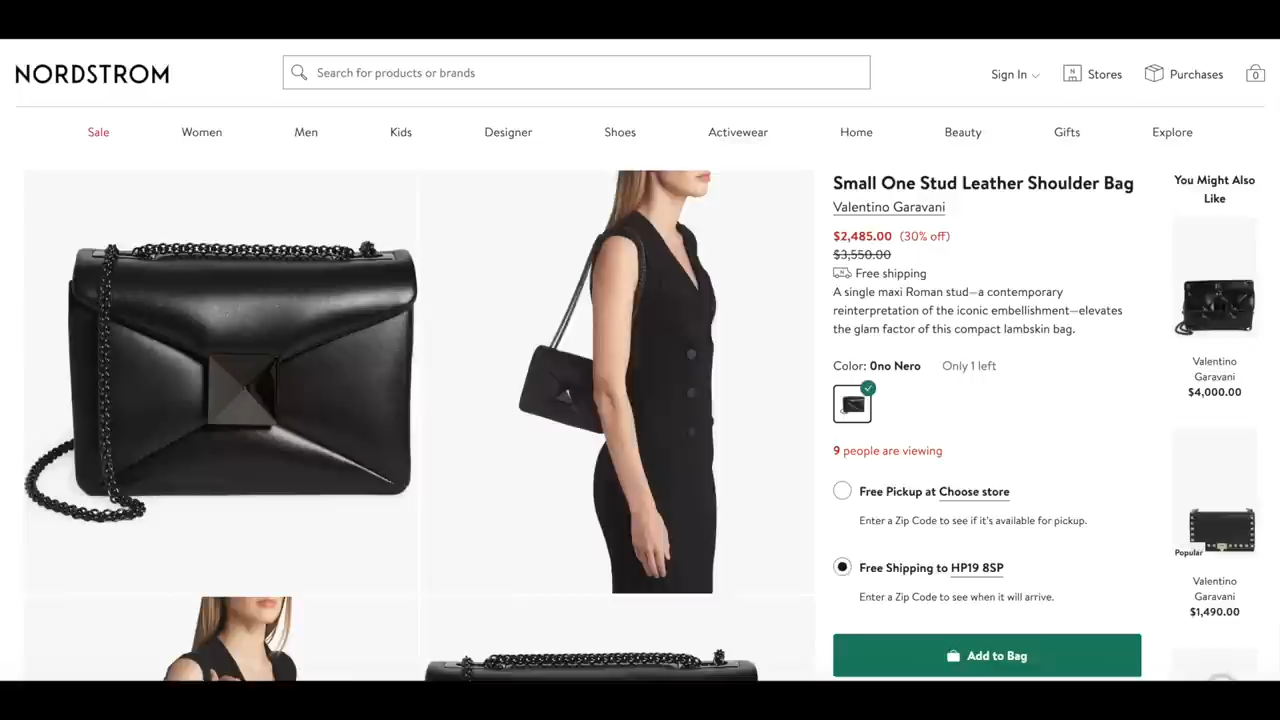 NORDSTROM
Search for products or brands
Sign In
N
Stores
Purchases
0
Sale
Women
Men
Kids
Designer
Shoes
Activewear
Home
Beauty
Gifts
Explore
Small One Stud Leather Shoulder Bag
Valentino Garavani
$2,485.00 (30% off)
$3,550.00
N
Free shipping
A single maxi Roman stud—a contemporary
reinterpretation of the iconic embellishment—elevates
the glam factor of this compact lambskin bag.
Color: 0no Nero
Only 1 left
9 people are viewing
Free Pickup at Choose store
Enter a Zip Code to see if it's available for pickup.
Free Shipping to HP19 8SP
Enter a Zip Code to see when it will arrive.
Add to Bag
You Might Also
Like
Valentino
Garavani
$4,000.00
Popular
Valentino
Garavani
$1,490.00